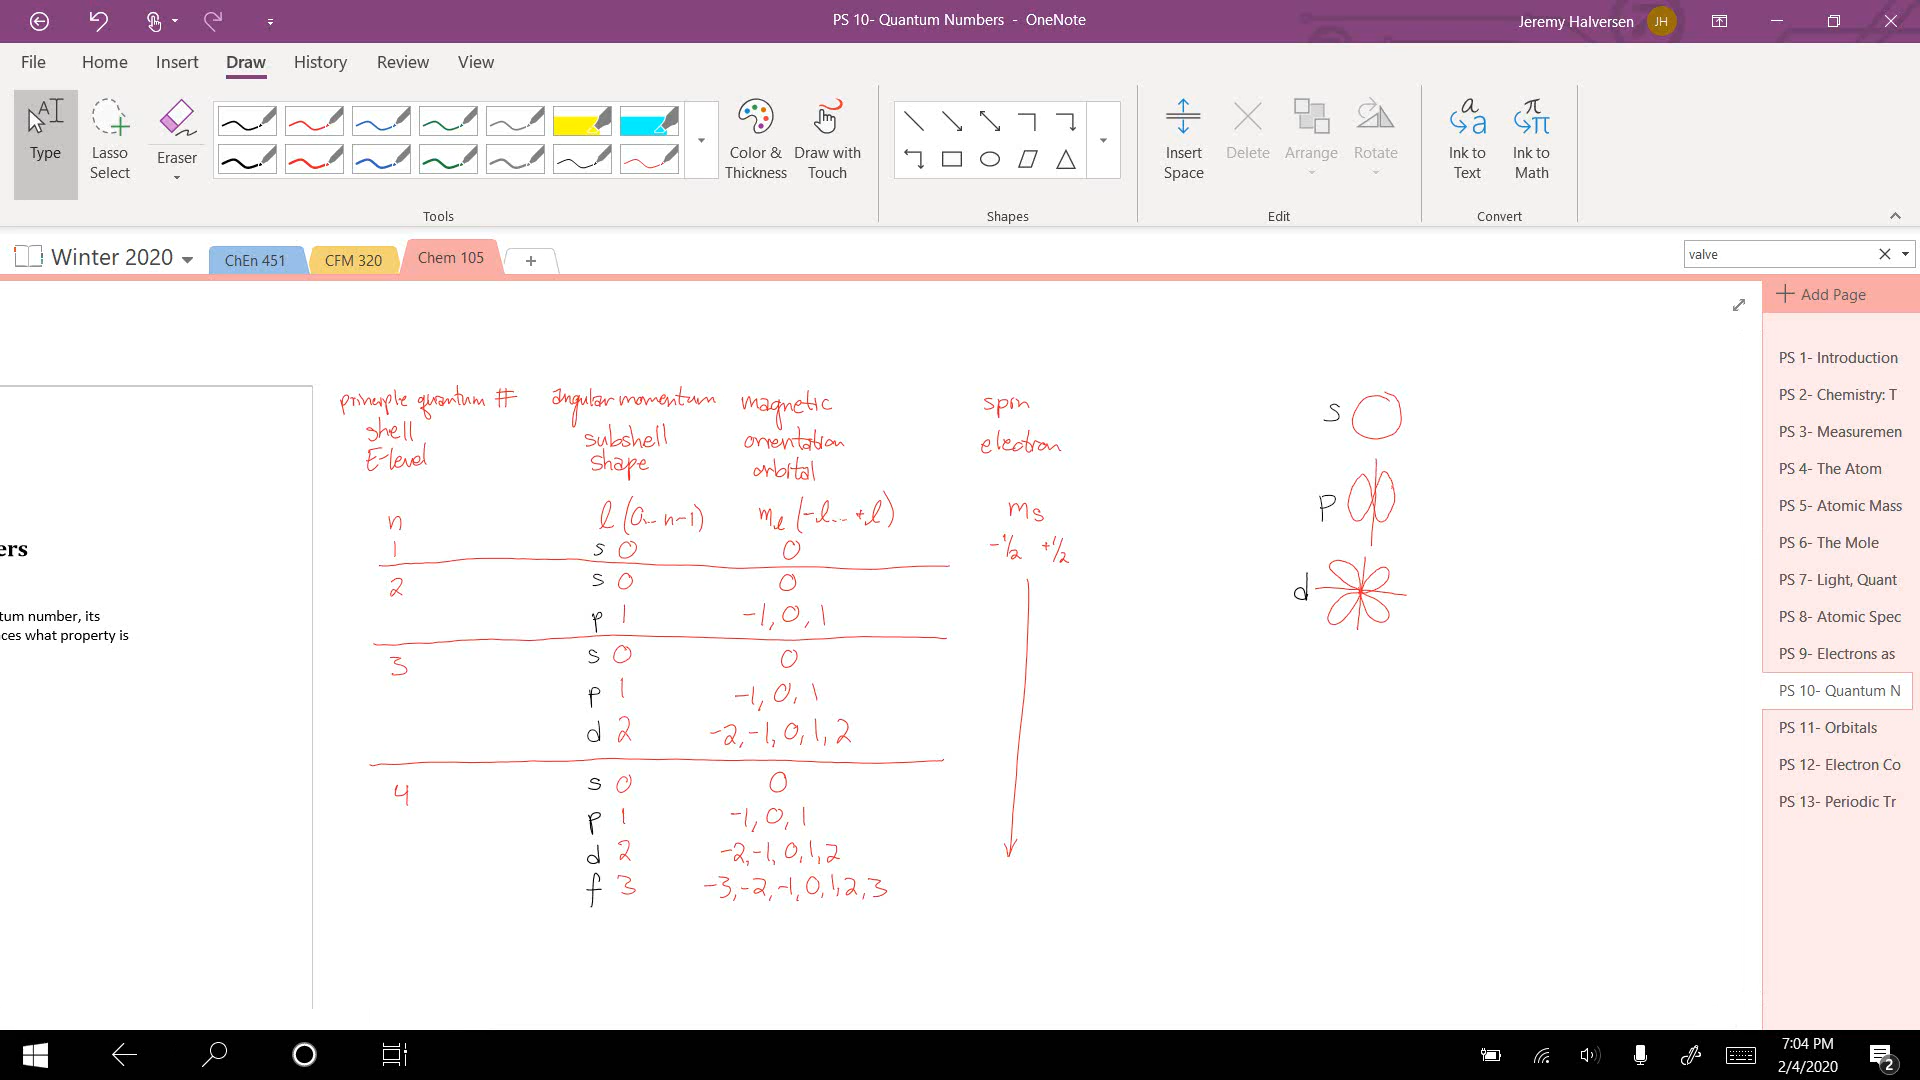 PS 10- Quantum Numbers - OneNote
Jeremy Halversen JH
File Home Insert Draw History Review View
Type
Lasso Select
Eraser
Color & Thickness
Draw with Touch
Insert Space
Delete
Arrange
Rotate
Ink to Text
Ink to Math
Tools Shapes Edit Convert
Winter 2020 ChEn 451 CFM 320 Chem 105 +
valve
Add Page
PS 1- Introduction
PS 2- Chemistry: T
PS 3- Measuremen
PS 4- The Atom
PS 5- Atomic Mass
PS 6- The Mole
PS 7- Light, Quant
PS 8- Atomic Spec
PS 9- Electrons as
PS 10- Quantum N
PS 11- Orbitals
PS 12- Electron Co
PS 13- Periodic Tr
ers
tum number, its
ces what property is
principle quantum # angular momentum magnetic spin
shell subshell orientation electron
E-level shape orbital
n l (0... n-1) ml (-l... +l) ms
1 s 0 0 -1/2 +1/2
2 s 0 0
p 1 -1, 0, 1
3 s 0 0
p 1 -1, 0, 1
d 2 -2, -1, 0, 1, 2
4 s 0 0
p 1 -1, 0, 1
d 2 -2, -1, 0, 1, 2
f 3 -3, -2, -1, 0, 1, 2, 3
s
p
d
7:04 PM
2/4/2020
2